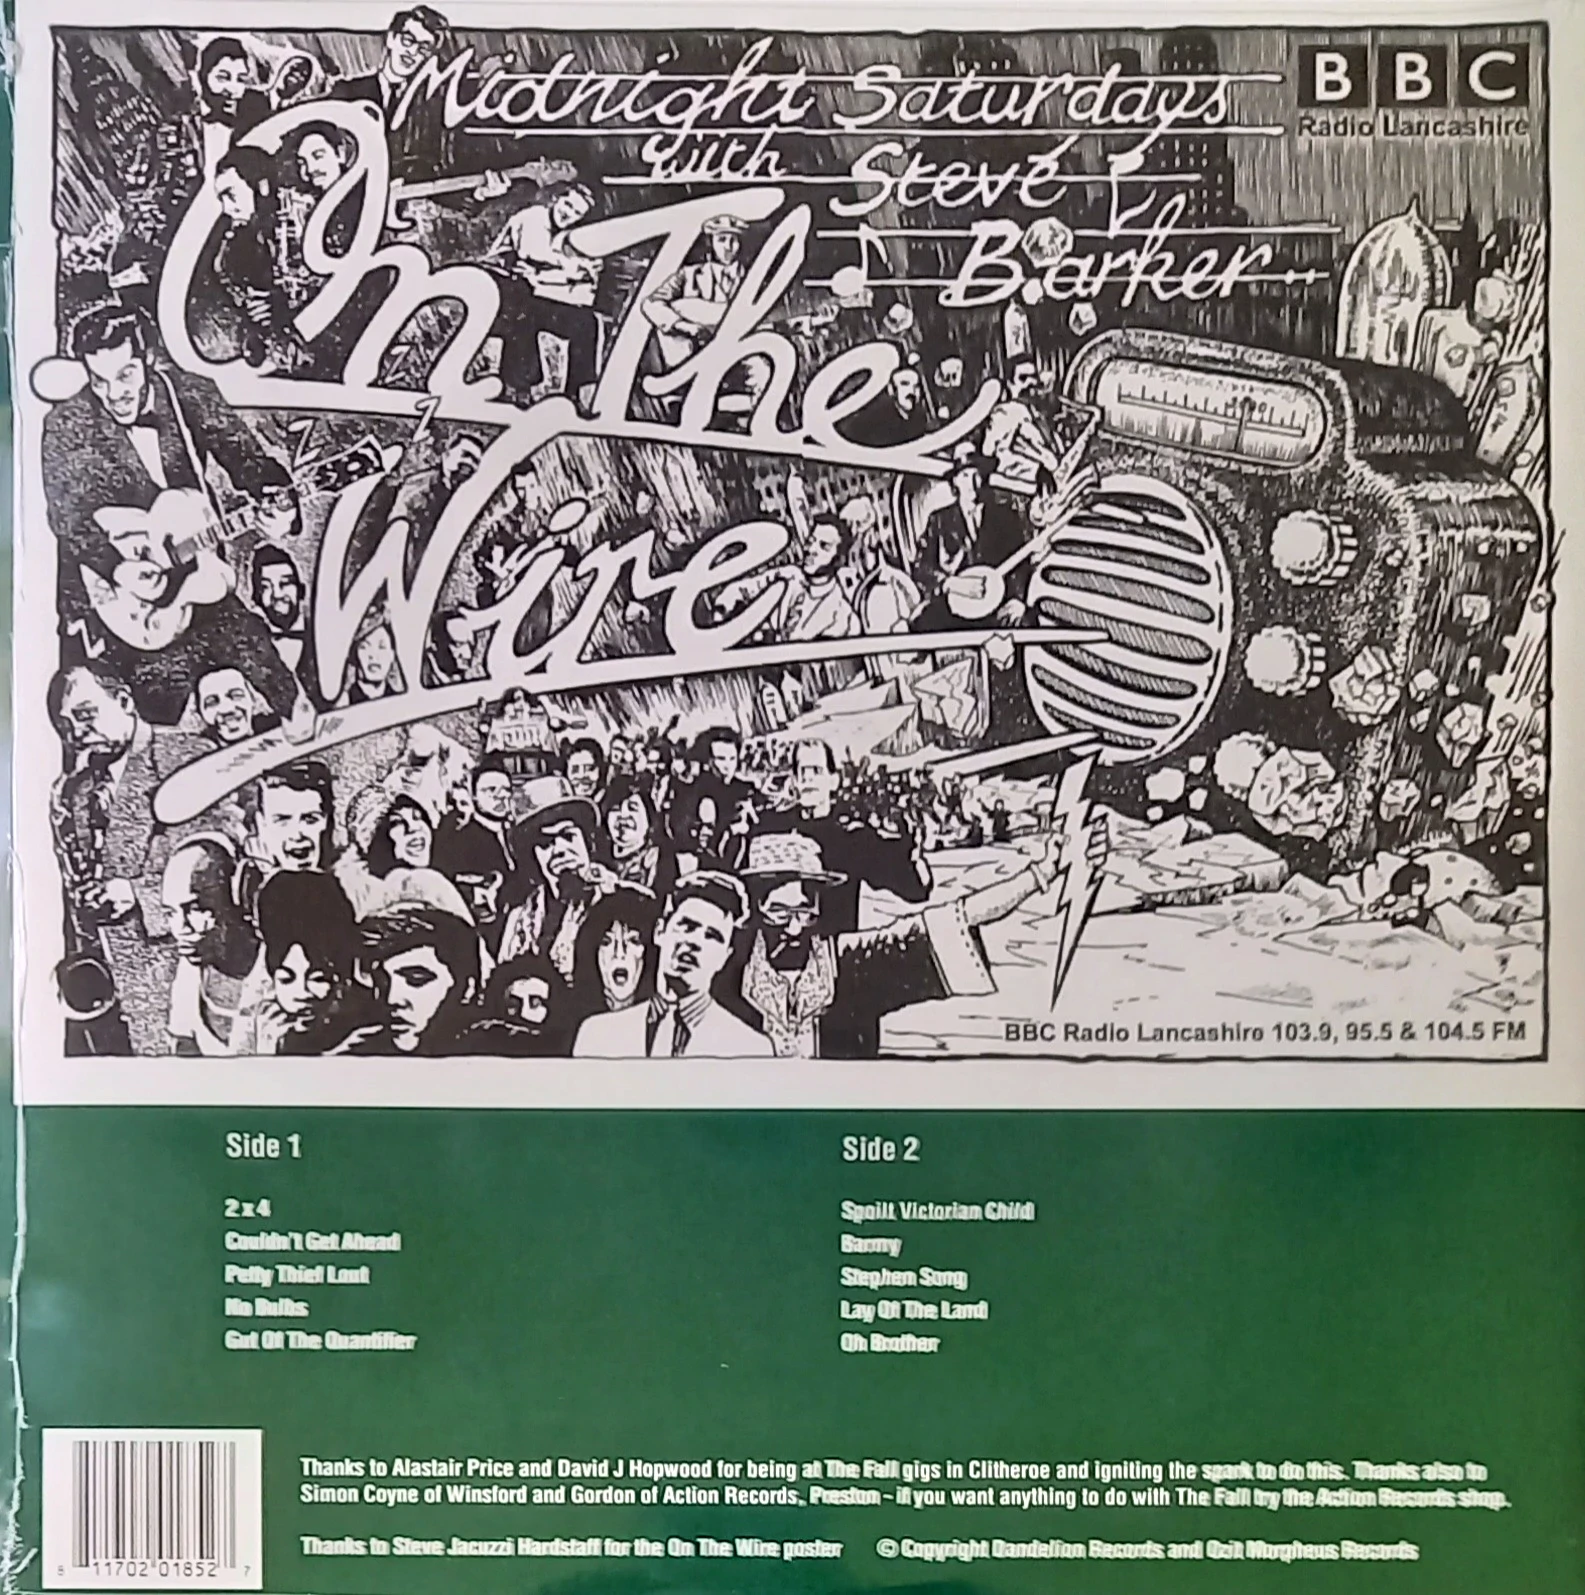 Midnight Saturdays
with Steve
Barker..
BBC
Radio Lancashire
On The
Wire
BBC Radio Lancashire 103.9, 95.5 & 104.5 FM
Side 1
2 x 4
Couldn't Get Ahead
Petty Thief Lout
No Bulbs
Gut Of The Quantifier
Side 2
Spoilt Victorian Child
Barmy
Stephen Song
Lay Of The Land
Oh Brother
Thanks to Alastair Price and David J Hopwood for being at The Fall gigs in Clitheroe and igniting the spark to do this. Thanks also to
Simon Coyne of Winsford and Gordon of Action Records, Preston - if you want anything to do with The Fall try the Action Records shop.
Thanks to Steve Jacuzzi Hardstaff for the On The Wire poster © Copyright Dandelion Records and Ozit Morpheus Records
8 11702 01852 7